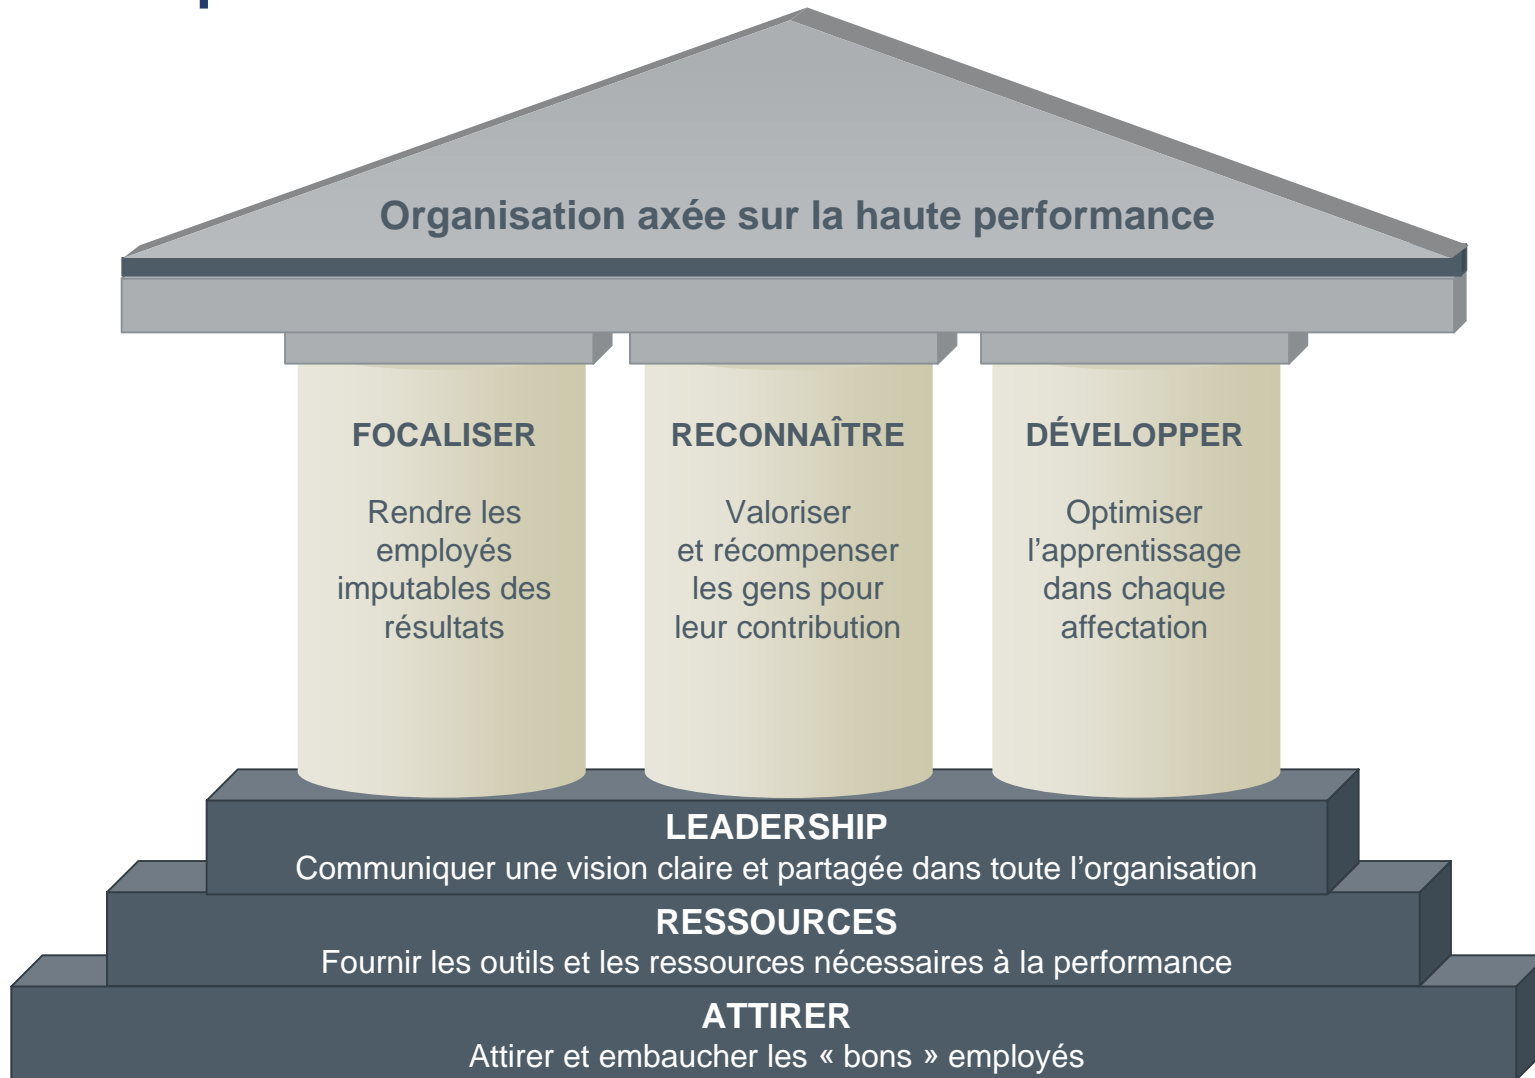 Organisation axée sur la haute performance
FOCALISER
Rendre les
employés
imputables des
résultats
RECONNAÎTRE
Valoriser
et récompenser
les gens pour
leur contribution
DÉVELOPPER
Optimiser
l’apprentissage
dans chaque
affectation
LEADERSHIP
Communiquer une vision claire et partagée dans toute l’organisation
RESSOURCES
Fournir les outils et les ressources nécessaires à la performance
ATTIRER
Attirer et embaucher les « bons » employés